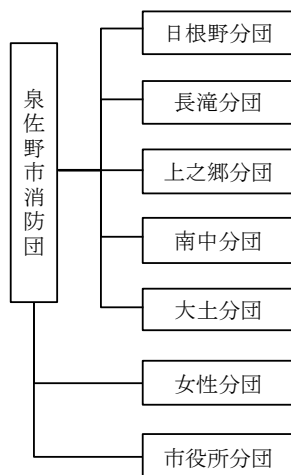 泉佐野市消防団
日根野分団
長滝分団
上之郷分団
南中分団
大土分団
女性分団
市役所分団